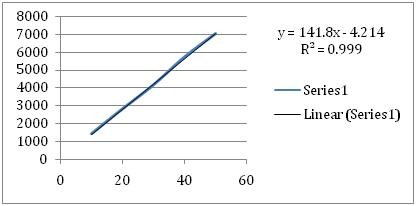 8000
7000
6000
5000
4000
3000
2000
1000
0
0 20 40 60
y = 141.8x - 4.214
R² = 0.999
Series1
Linear (Series1)